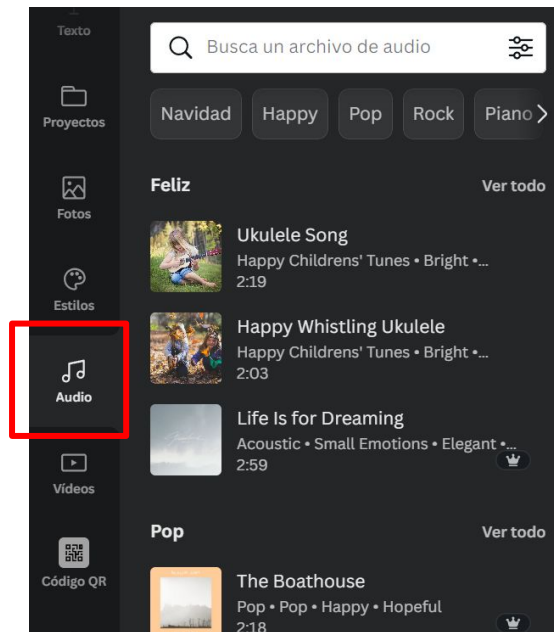 Texto
Proyectos
Fotos
Estilos
Audio
Vídeos
Código QR
Busca un archivo de audio
Navidad Happy Pop Rock Piano
Feliz Ver todo
Ukulele Song
Happy Childrens' Tunes • Bright •...
2:19
Happy Whistling Ukulele
Happy Childrens' Tunes • Bright •...
2:03
Life Is for Dreaming
Acoustic • Small Emotions • Elegant •...
2:59
Pop Ver todo
The Boathouse
Pop • Pop • Happy • Hopeful
2:18